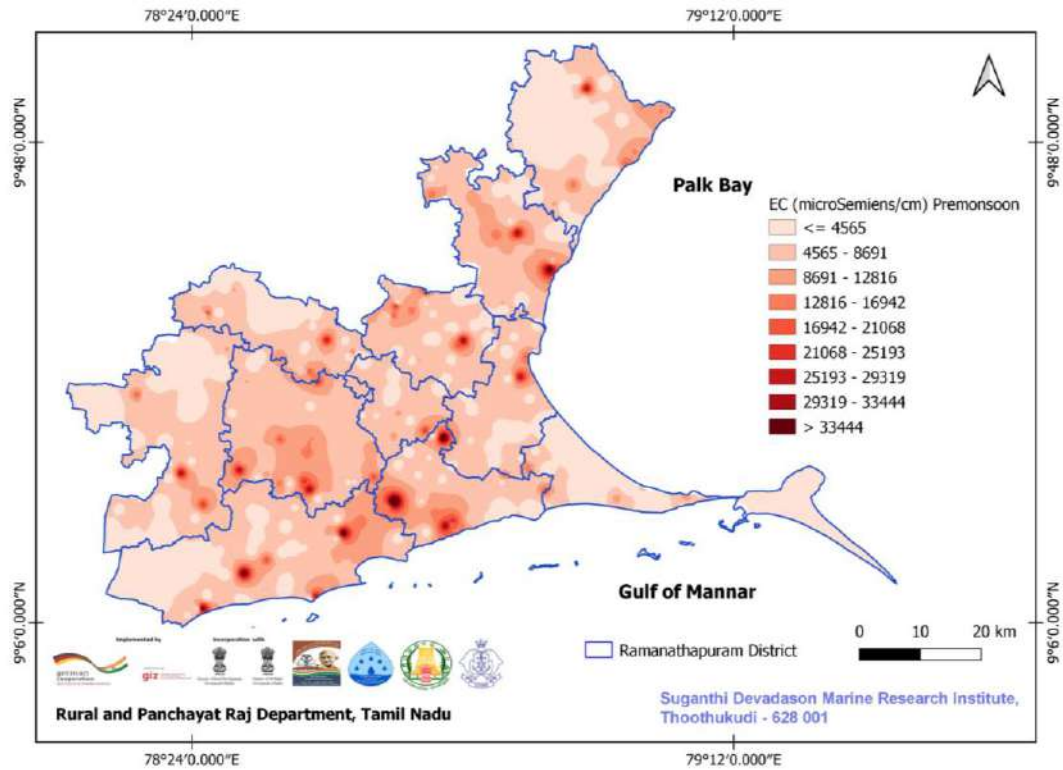 78°24′0.000″E
79°12′0.000″E
9°48′0.000″N
9°48′0.000″N
Palk Bay
EC (microSemiens/cm) Premonsoon
<= 4565
4565 - 8691
8691 - 12816
12816 - 16942
16942 - 21068
21068 - 25193
25193 - 29319
29319 - 33444
> 33444
Gulf of Mannar
9°6′0.000″N
9°6′0.000″N
0 10 20 km
Ramanathapuram District
Implemented by
german
cooperation
giz
Rural and Panchayat Raj Department, Tamil Nadu
Suganthi Devadason Marine Research Institute,
Thoothukudi - 628 001
78°24′0.000″E
79°12′0.000″E